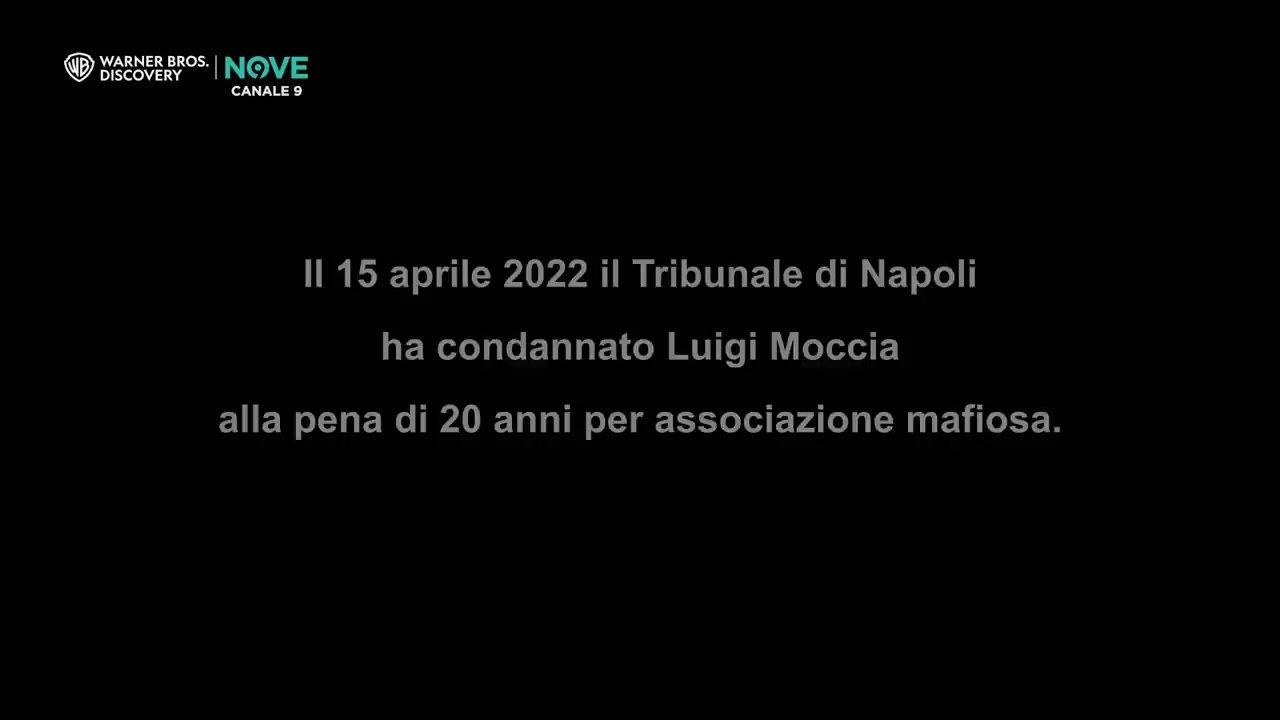 WARNER BROS.
DISCOVERY
NOVE
CANALE 9
Il 15 aprile 2022 il Tribunale di Napoli
ha condannato Luigi Moccia
alla pena di 20 anni per associazione mafiosa.